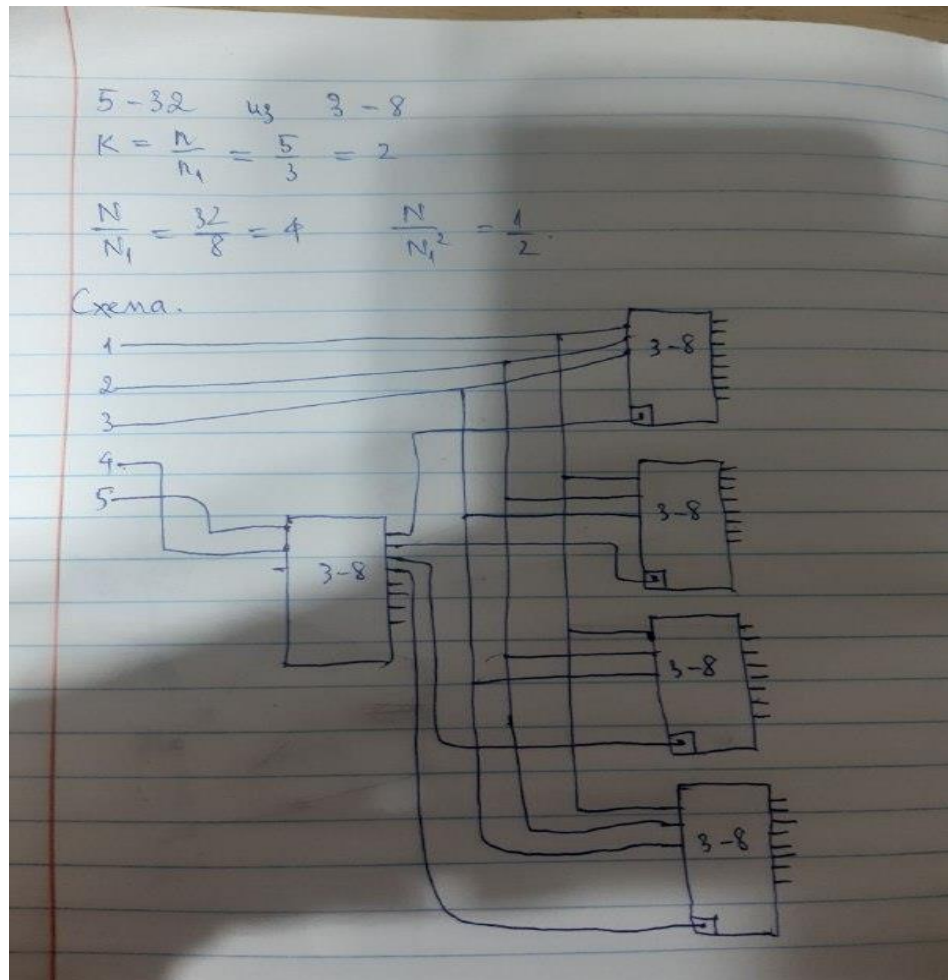 5-32 из 3-8
K = n/n₁ = 5/3 = 2
N/N₁ = 32/8 = 4 N/N₁² = 1/2.
Схема.
1
3-8
2
3
4
5
3-8
3-8
3-8
3-8